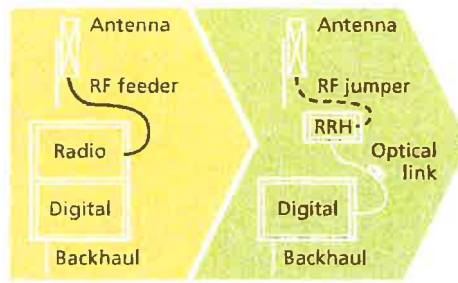 Antenna
RF feeder
Radio
Digital
Backhaul
Antenna
RF jumper
RRH
Optical
link
Digital
Backhaul